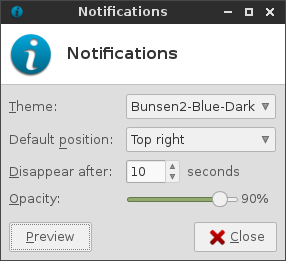 Notifications
Notifications
Theme: Bunsen2-Blue-Dark
Default position: Top right
Disappear after: 10 seconds
Opacity: 90%
Preview Close